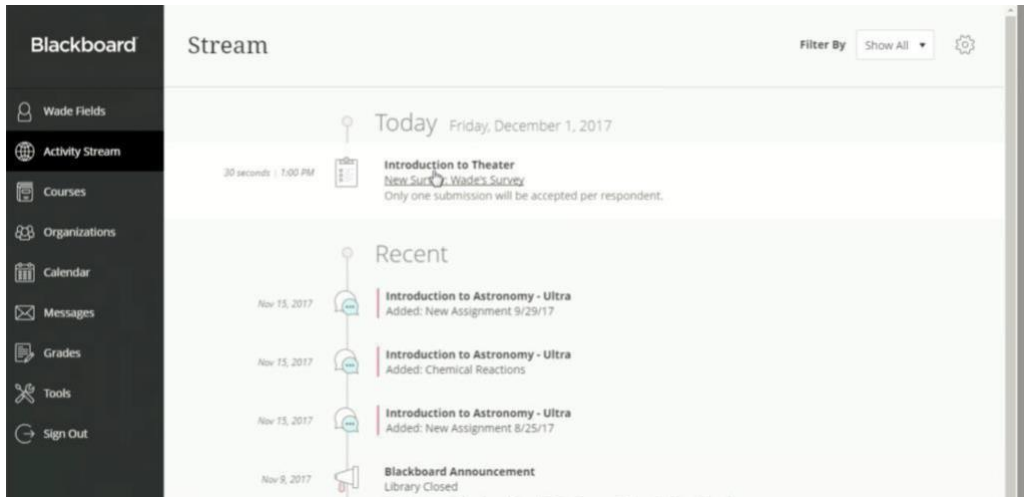 Blackboard
Stream
Filter By Show All
Wade Fields
Activity Stream
Courses
Organizations
Calendar
Messages
Grades
Tools
Sign Out
Today Friday, December 1, 2017
30 seconds | 1:00 PM
Introduction to Theater
New Survey: Wade's Survey
Only one submission will be accepted per respondent.
Recent
Nov 15, 2017
Introduction to Astronomy - Ultra
Added: New Assignment 9/29/17
Nov 15, 2017
Introduction to Astronomy - Ultra
Added: Chemical Reactions
Nov 15, 2017
Introduction to Astronomy - Ultra
Added: New Assignment 8/25/17
Nov 9, 2017
Blackboard Announcement
Library Closed